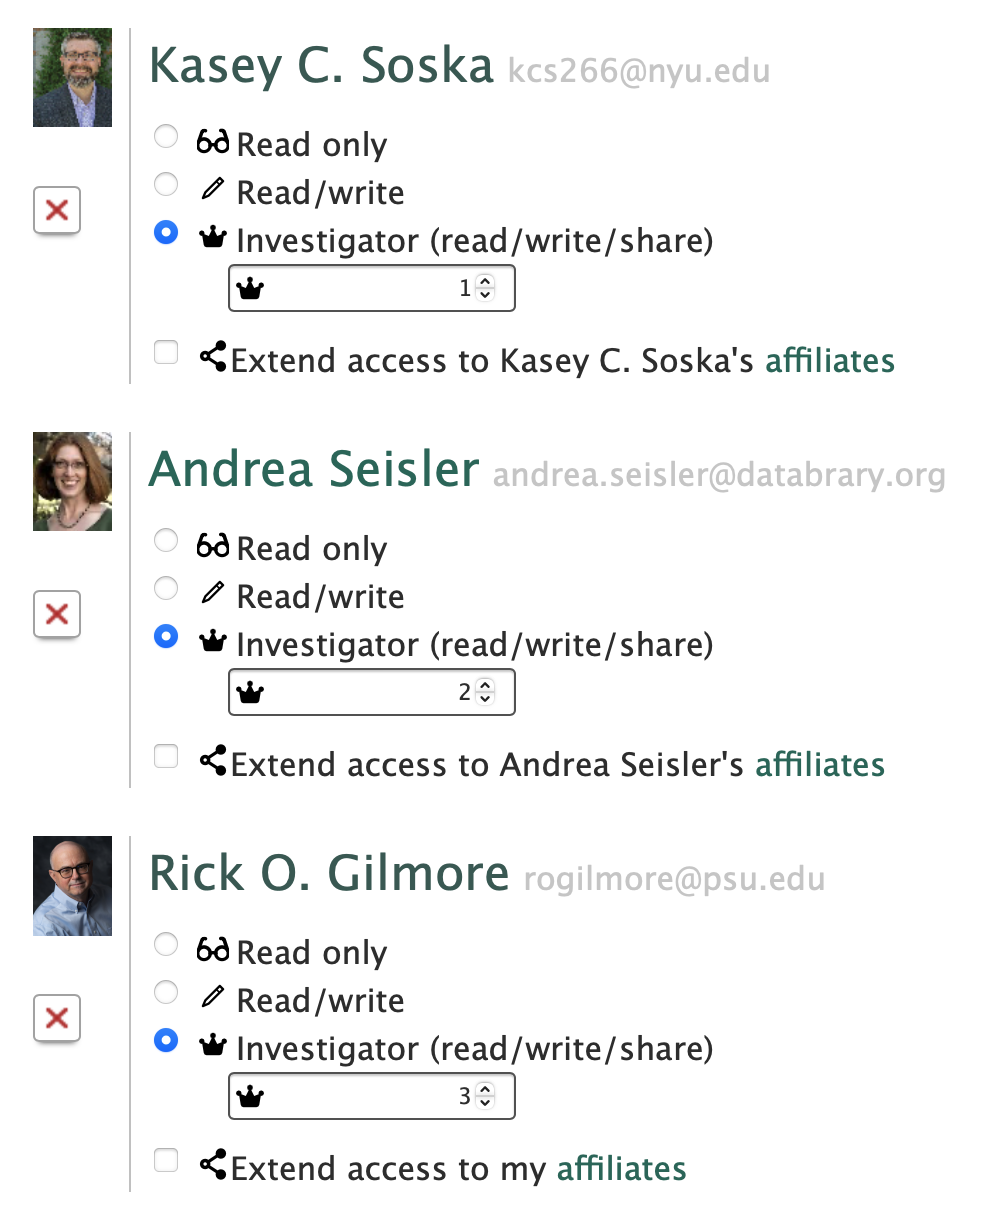 Kasey C. Soska kcs266@nyu.edu
Read only
Read/write
Investigator (read/write/share)
1
Extend access to Kasey C. Soska's affiliates
Andrea Seisler andrea.seisler@databrary.org
Read only
Read/write
Investigator (read/write/share)
2
Extend access to Andrea Seisler's affiliates
Rick O. Gilmore rogilmore@psu.edu
Read only
Read/write
Investigator (read/write/share)
3
Extend access to my affiliates